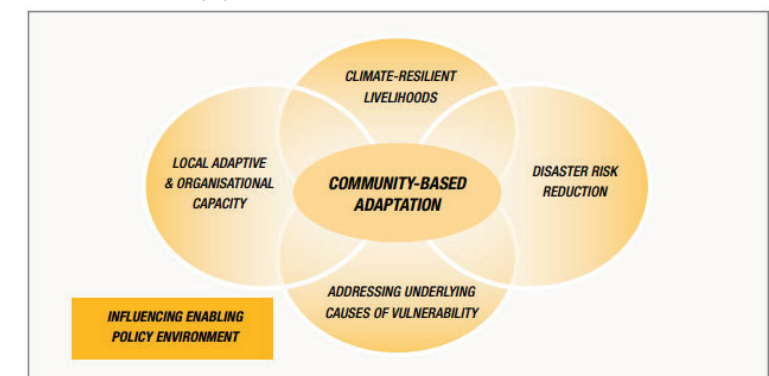 CLIMATE-RESILIENT
LIVELIHOODS
LOCAL ADAPTIVE
& ORGANISATIONAL
CAPACITY
COMMUNITY-BASED
ADAPTATION
DISASTER RISK
REDUCTION
ADDRESSING UNDERLYING
CAUSES OF VULNERABILITY
INFLUENCING ENABLING
POLICY ENVIRONMENT